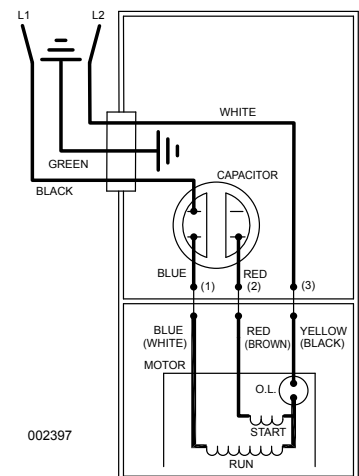 L1
L2
WHITE
GREEN
BLACK
CAPACITOR
BLUE
RED
(1)
(2)
(3)
BLUE
(WHITE)
RED
(BROWN)
YELLOW
(BLACK)
MOTOR
O.L.
START
RUN
002397